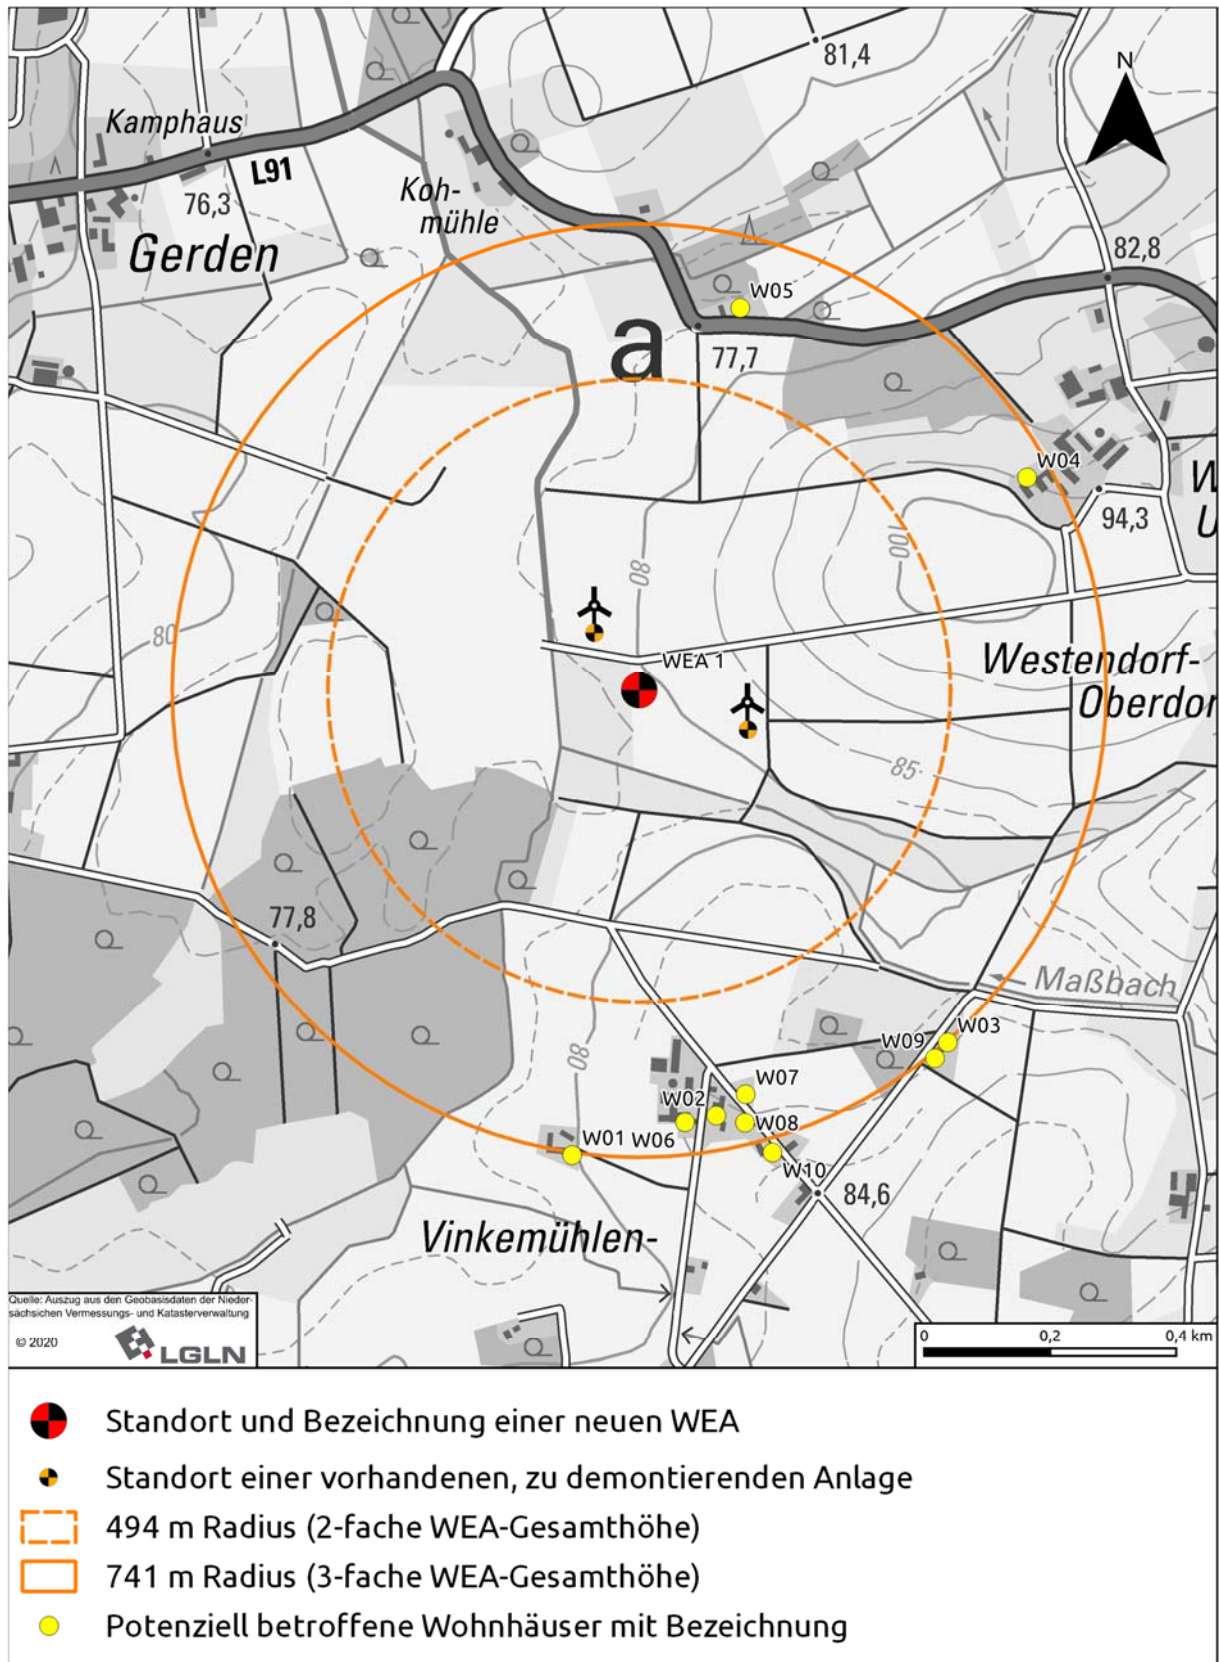 81,4
N
Kamphaus
L91
76,3
Koh-
mühle
Gerden
82,8
W05
a
77,7
W04
94,3
W
U
100
80
80
WEA 1
Westendorf-
Oberdor
85
77,8
Maßbach
W03
W09
80
W07
W02
W08
W01
W06
W10
84,6
Vinkemühlen-
Quelle: Auszug aus den Geobasisdaten der Nieder-
sächsischen Vermessungs- und Katasterverwaltung
© 2020
LGLN
0 0,2 0,4 km
Standort und Bezeichnung einer neuen WEA
Standort einer vorhandenen, zu demontierenden Anlage
494 m Radius (2-fache WEA-Gesamthöhe)
741 m Radius (3-fache WEA-Gesamthöhe)
Potenziell betroffene Wohnhäuser mit Bezeichnung